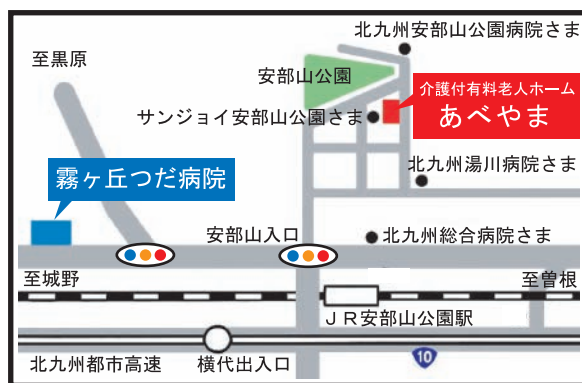 北九州安部山公園病院さま
至黒原
安部山公園
介護付有料老人ホーム
あべやま
サンジョイ安部山公園さま
霧ヶ丘つだ病院
北九州湯川病院さま
安部山入口
北九州総合病院さま
至城野
至曽根
JR安部山公園駅
北九州都市高速
横代出入口
10